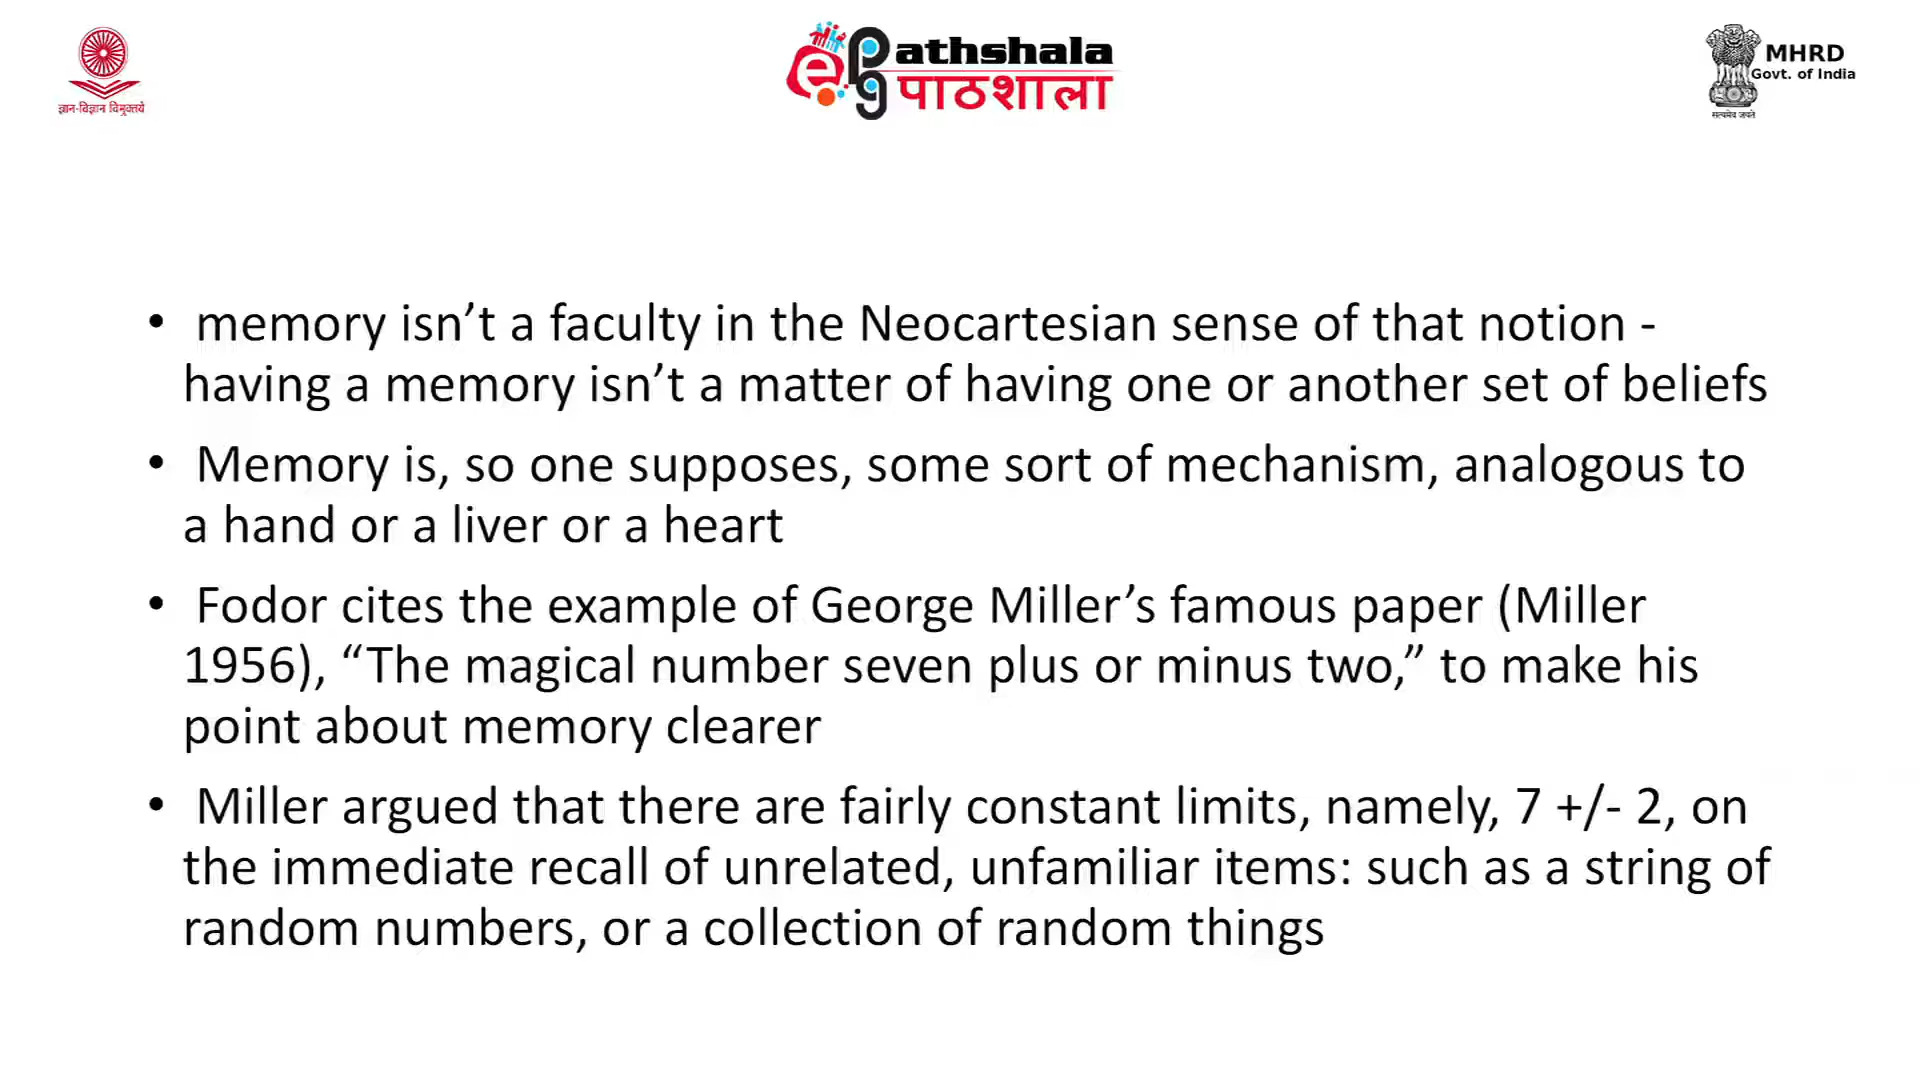 ज्ञान-विज्ञान विमुक्तये
ePathshala
पाठशाला
MHRD
Govt. of India
सत्यमेव जयते
• memory isn’t a faculty in the Neocartesian sense of that notion -
having a memory isn’t a matter of having one or another set of beliefs
• Memory is, so one supposes, some sort of mechanism, analogous to
a hand or a liver or a heart
• Fodor cites the example of George Miller’s famous paper (Miller
1956), “The magical number seven plus or minus two,” to make his
point about memory clearer
• Miller argued that there are fairly constant limits, namely, 7 +/- 2, on
the immediate recall of unrelated, unfamiliar items: such as a string of
random numbers, or a collection of random things